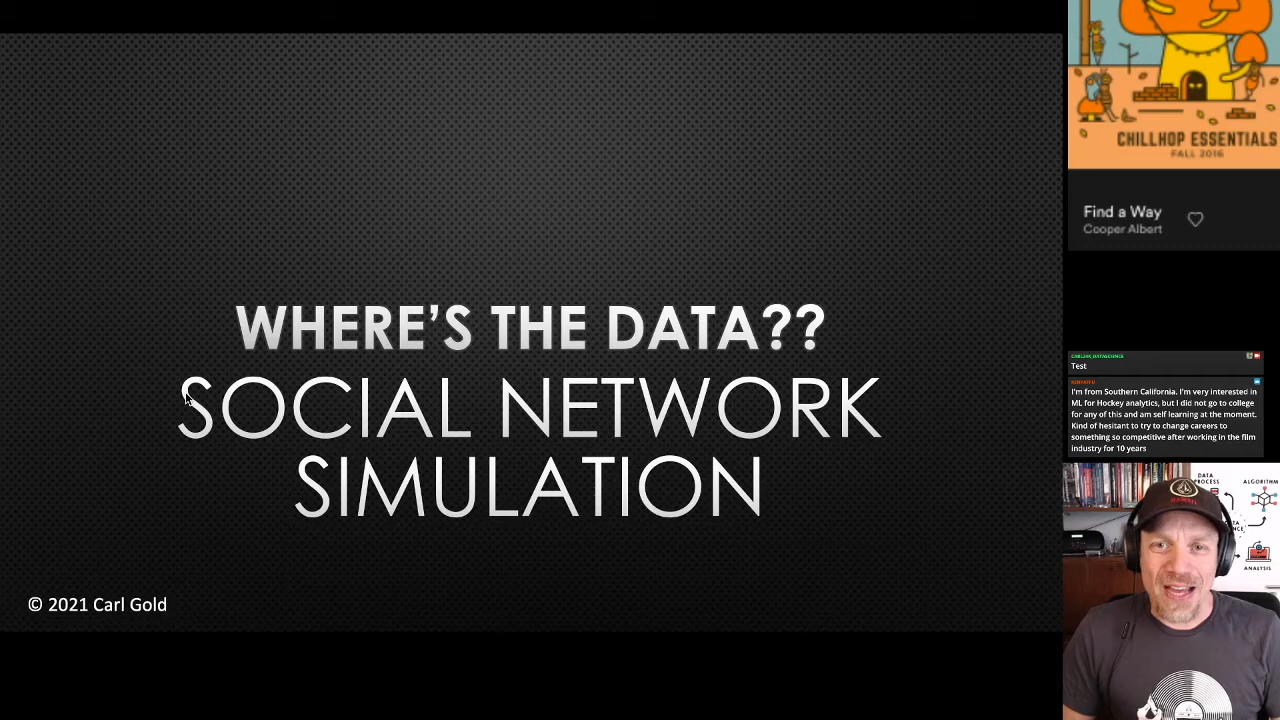 WHERE'S THE DATA??
SOCIAL NETWORK
SIMULATION
© 2021 Carl Gold
CHILLHOP ESSENTIALS
FALL 2016
Find a Way
Cooper Albert
CARL24K_DATASCIENCE
Test
I'm from Southern California. I'm very interested in
ML for Hockey analytics, but I did not go to college
for any of this and am self learning at the moment.
Kind of hesitant to try to change careers to
something so competitive after working in the film
industry for 10 years
DATA
PROCESS
ALGORITHM
ANALYSIS